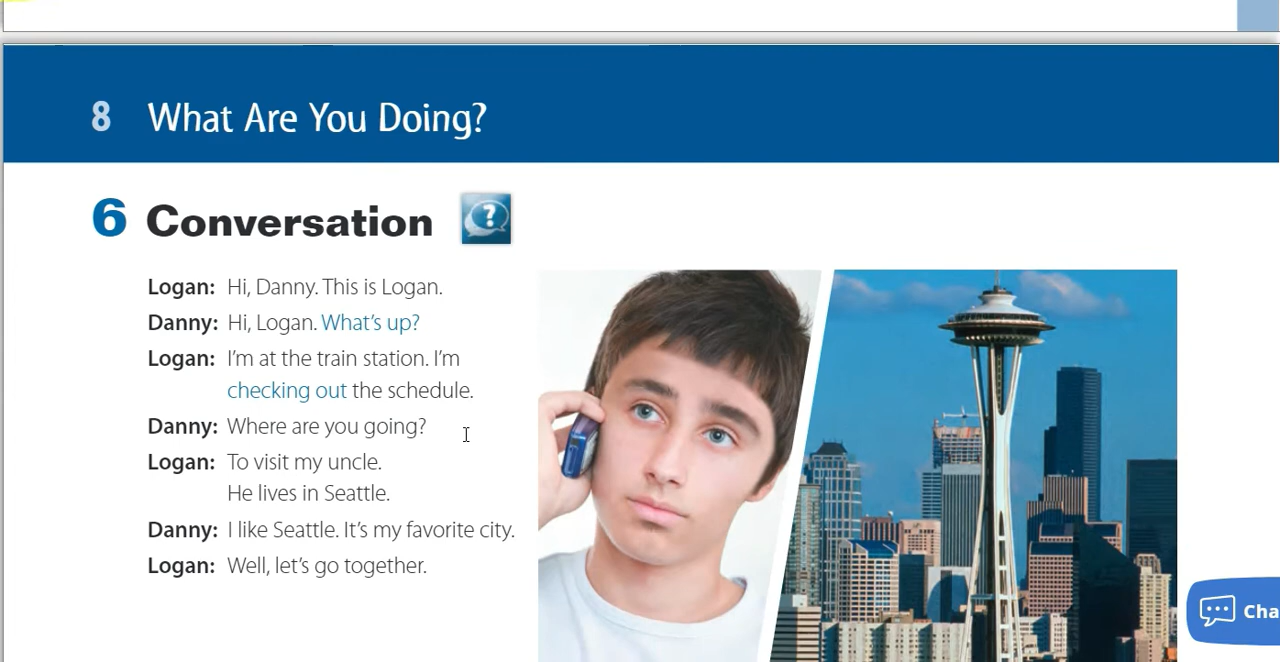 8 What Are You Doing?
6 Conversation
Logan: Hi, Danny. This is Logan.
Danny: Hi, Logan. What's up?
Logan: I'm at the train station. I'm
checking out the schedule.
Danny: Where are you going?
Logan: To visit my uncle.
He lives in Seattle.
Danny: I like Seattle. It's my favorite city.
Logan: Well, let's go together.